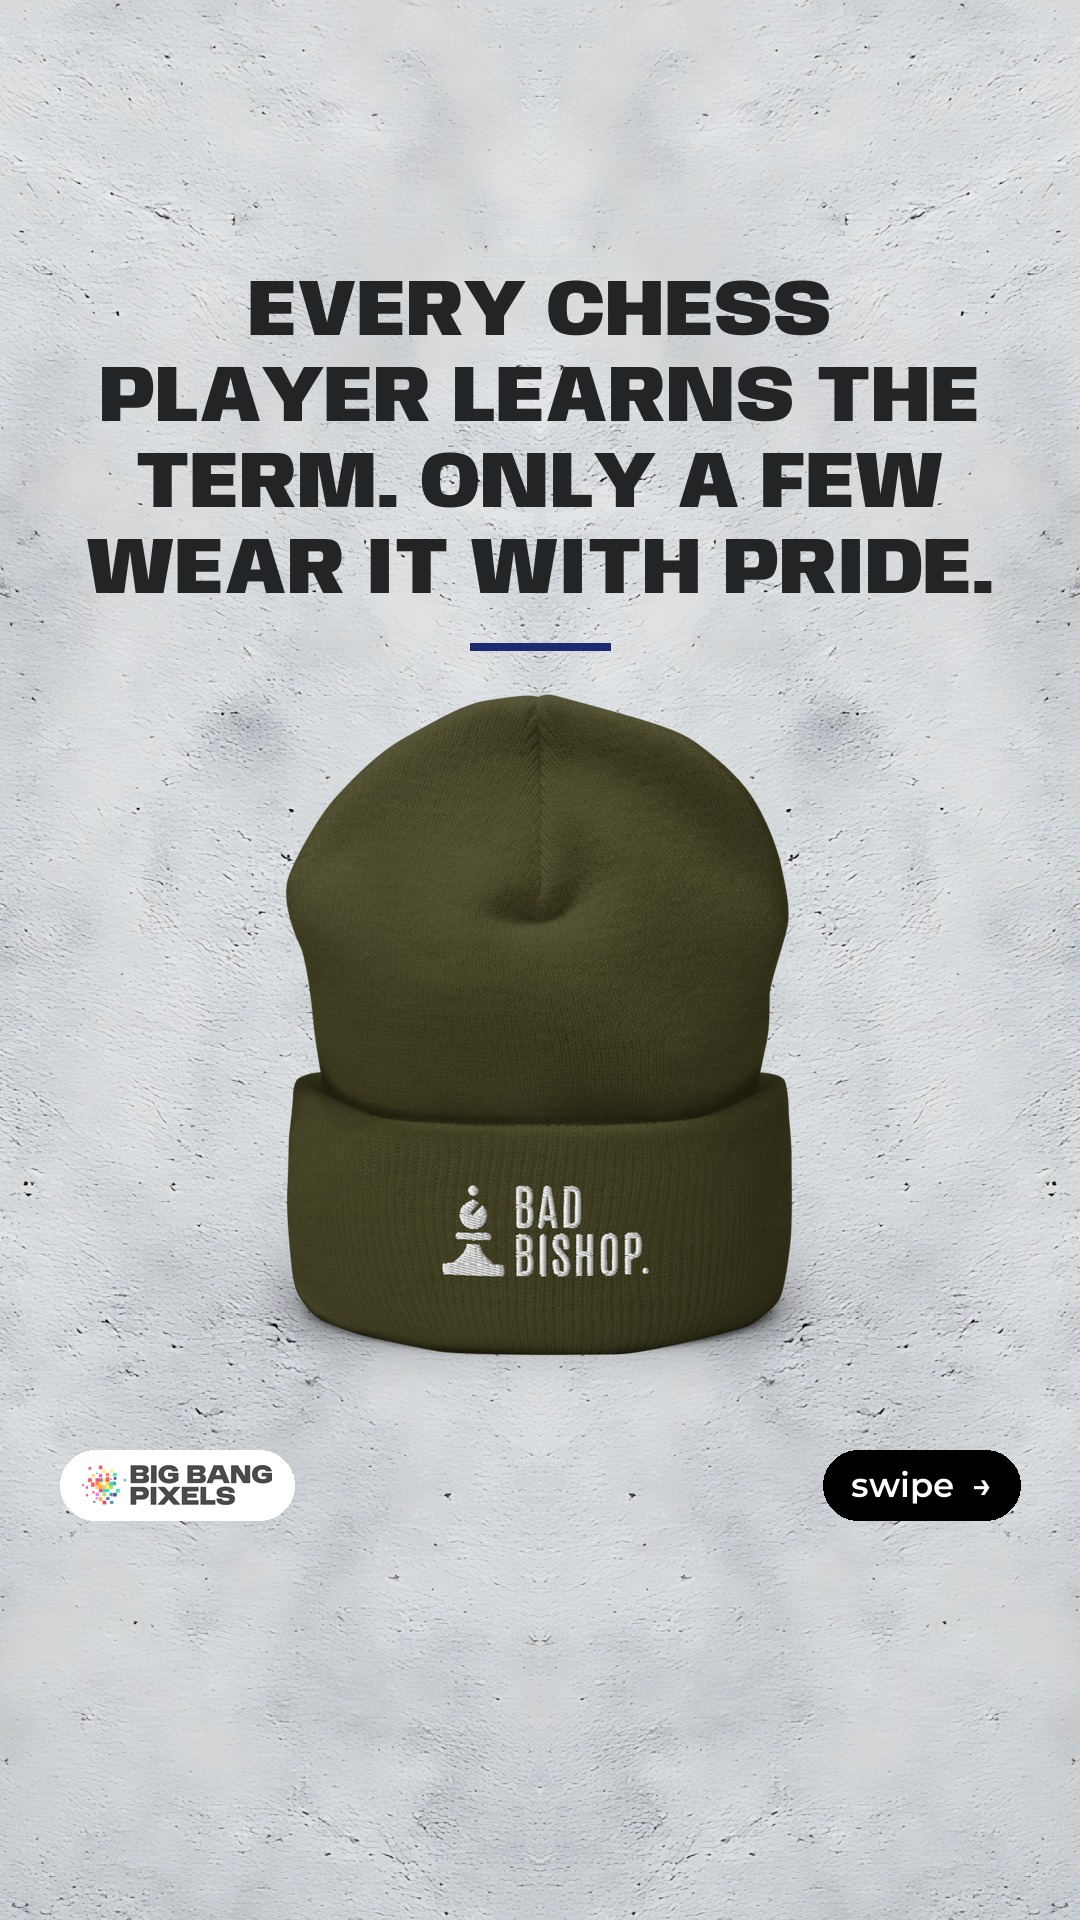 EVERY CHESS
PLAYER LEARNS THE
TERM. ONLY A FEW
WEAR IT WITH PRIDE.
BAD
BISHOP.
BIG BANG
PIXELS
swipe →